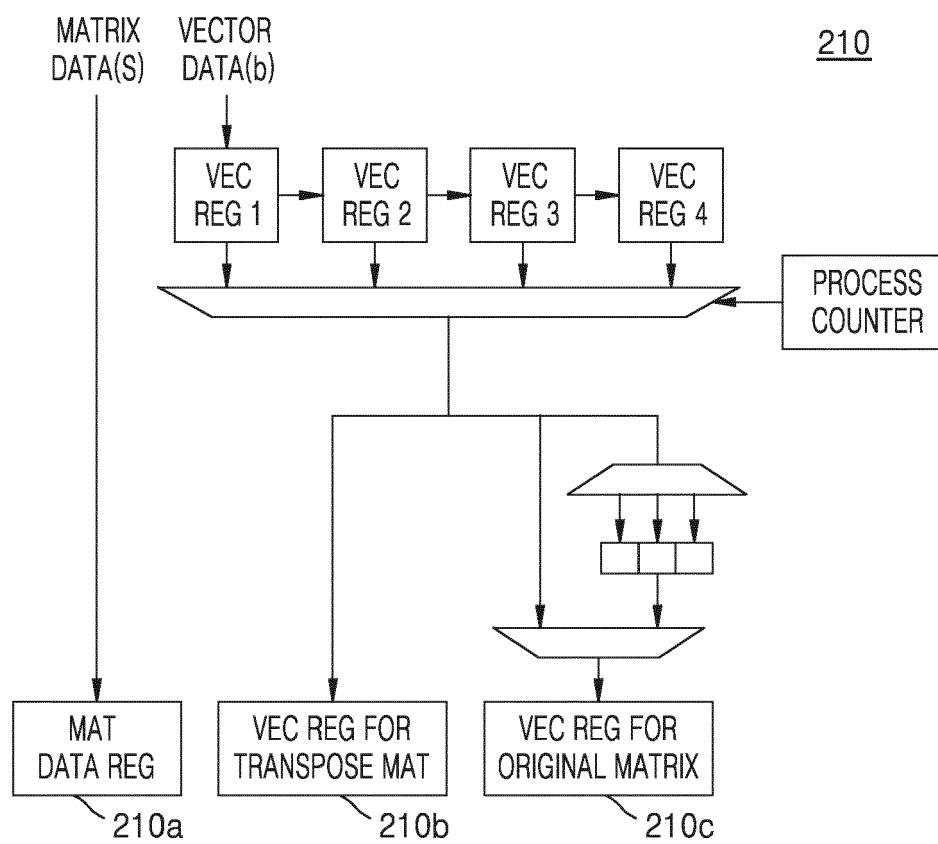 MATRIX
DATA(S)
VECTOR
DATA(b)
210
VEC
REG 1
VEC
REG 2
VEC
REG 3
VEC
REG 4
PROCESS
COUNTER
MAT
DATA REG
VEC REG FOR
TRANSPOSE MAT
VEC REG FOR
ORIGINAL MATRIX
210a
210b
210c